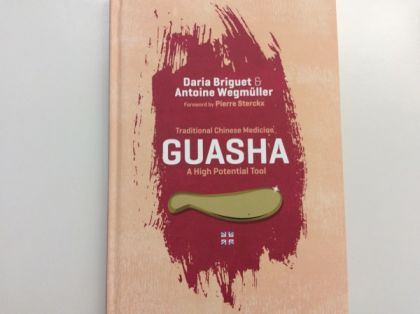 Daria Briguet &
Antoine Wegmüller
Foreword by Pierre Sterckx
Traditional Chinese Medicine
GUASHA
A High Potential Tool